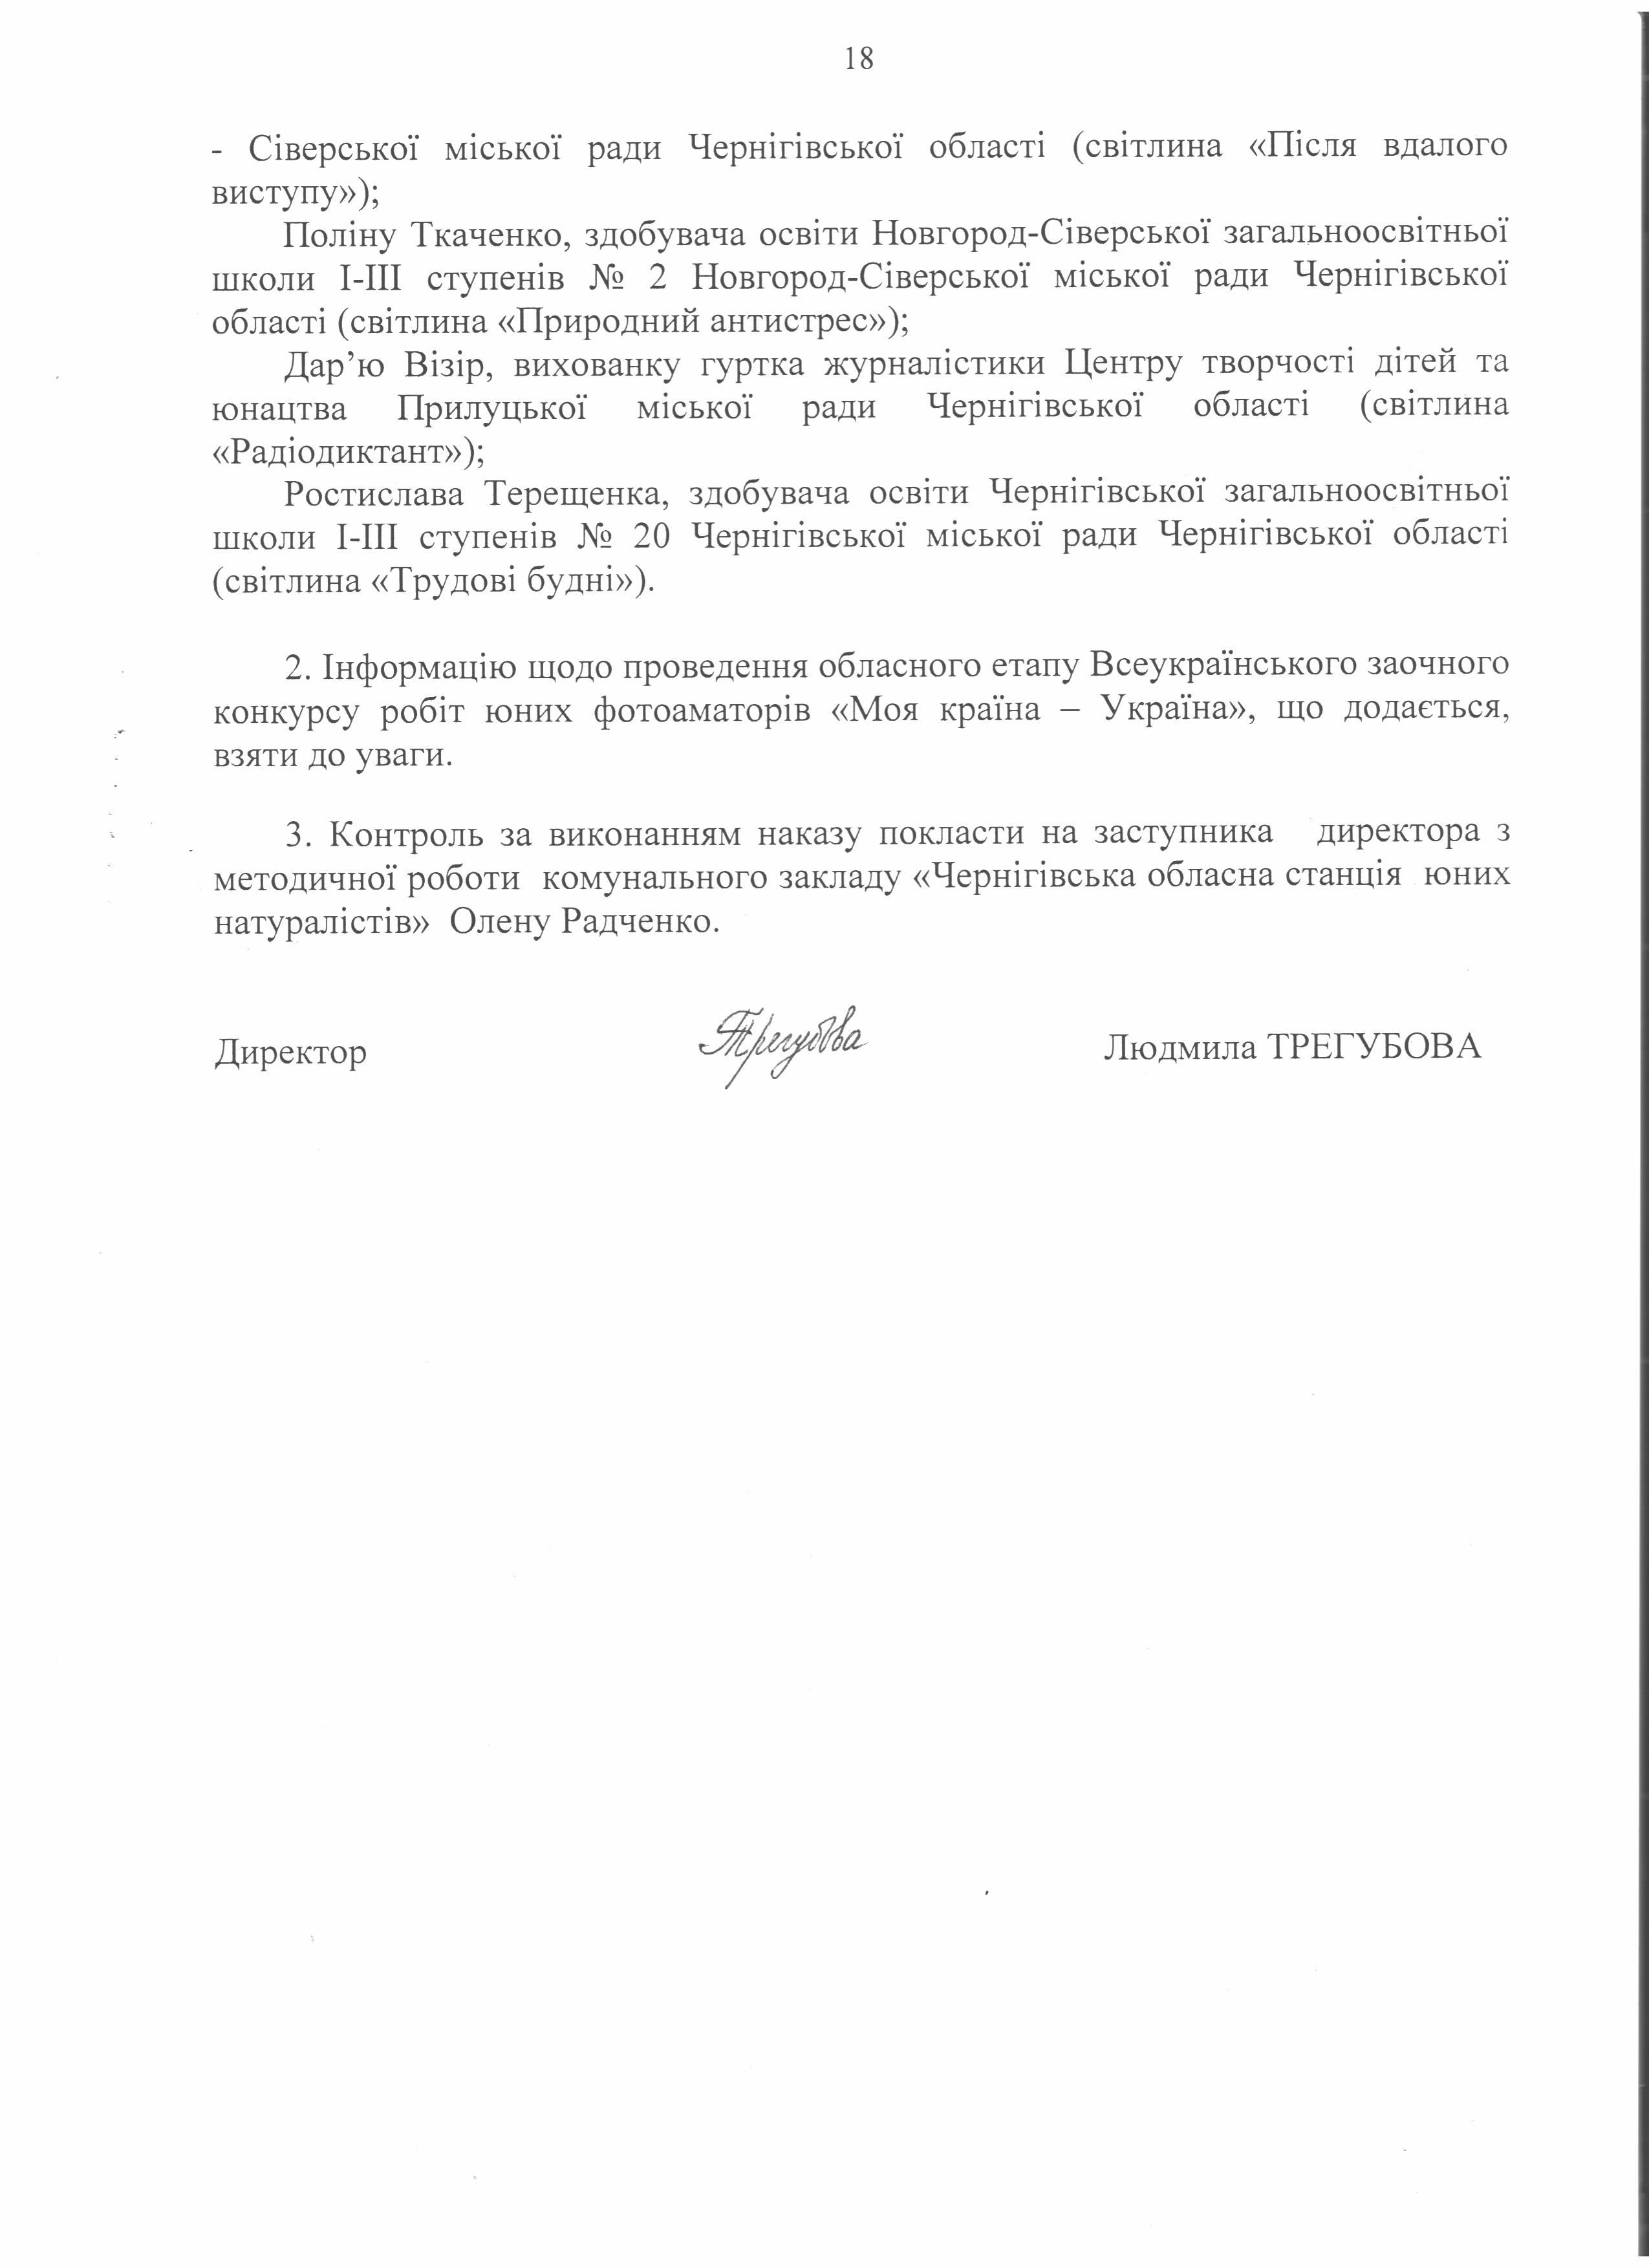 18
- Сіверської міської ради Чернігівської області (світлина «Після вдалого
виступу»);
Поліну Ткаченко, здобувача освіти Новгород-Сіверської загальноосвітньої
школи І-ІІІ ступенів № 2 Новгород-Сіверської міської ради Чернігівської
області (світлина «Природний антистрес»);
Дар’ю Візір, вихованку гуртка журналістики Центру творчості дітей та
юнацтва Прилуцької міської ради Чернігівської області (світлина
«Радіодиктант»);
Ростислава Терещенка, здобувача освіти Чернігівської загальноосвітньої
школи І-ІІІ ступенів № 20 Чернігівської міської ради Чернігівської області
(світлина «Трудові будні»).
2. Інформацію щодо проведення обласного етапу Всеукраїнського заочного
конкурсу робіт юних фотоаматорів «Моя країна – Україна», що додається,
взяти до уваги.
3. Контроль за виконанням наказу покласти на заступника директора з
методичної роботи комунального закладу «Чернігівська обласна станція юних
натуралістів» Олену Радченко.
Директор Трегубова Людмила ТРЕГУБОВА